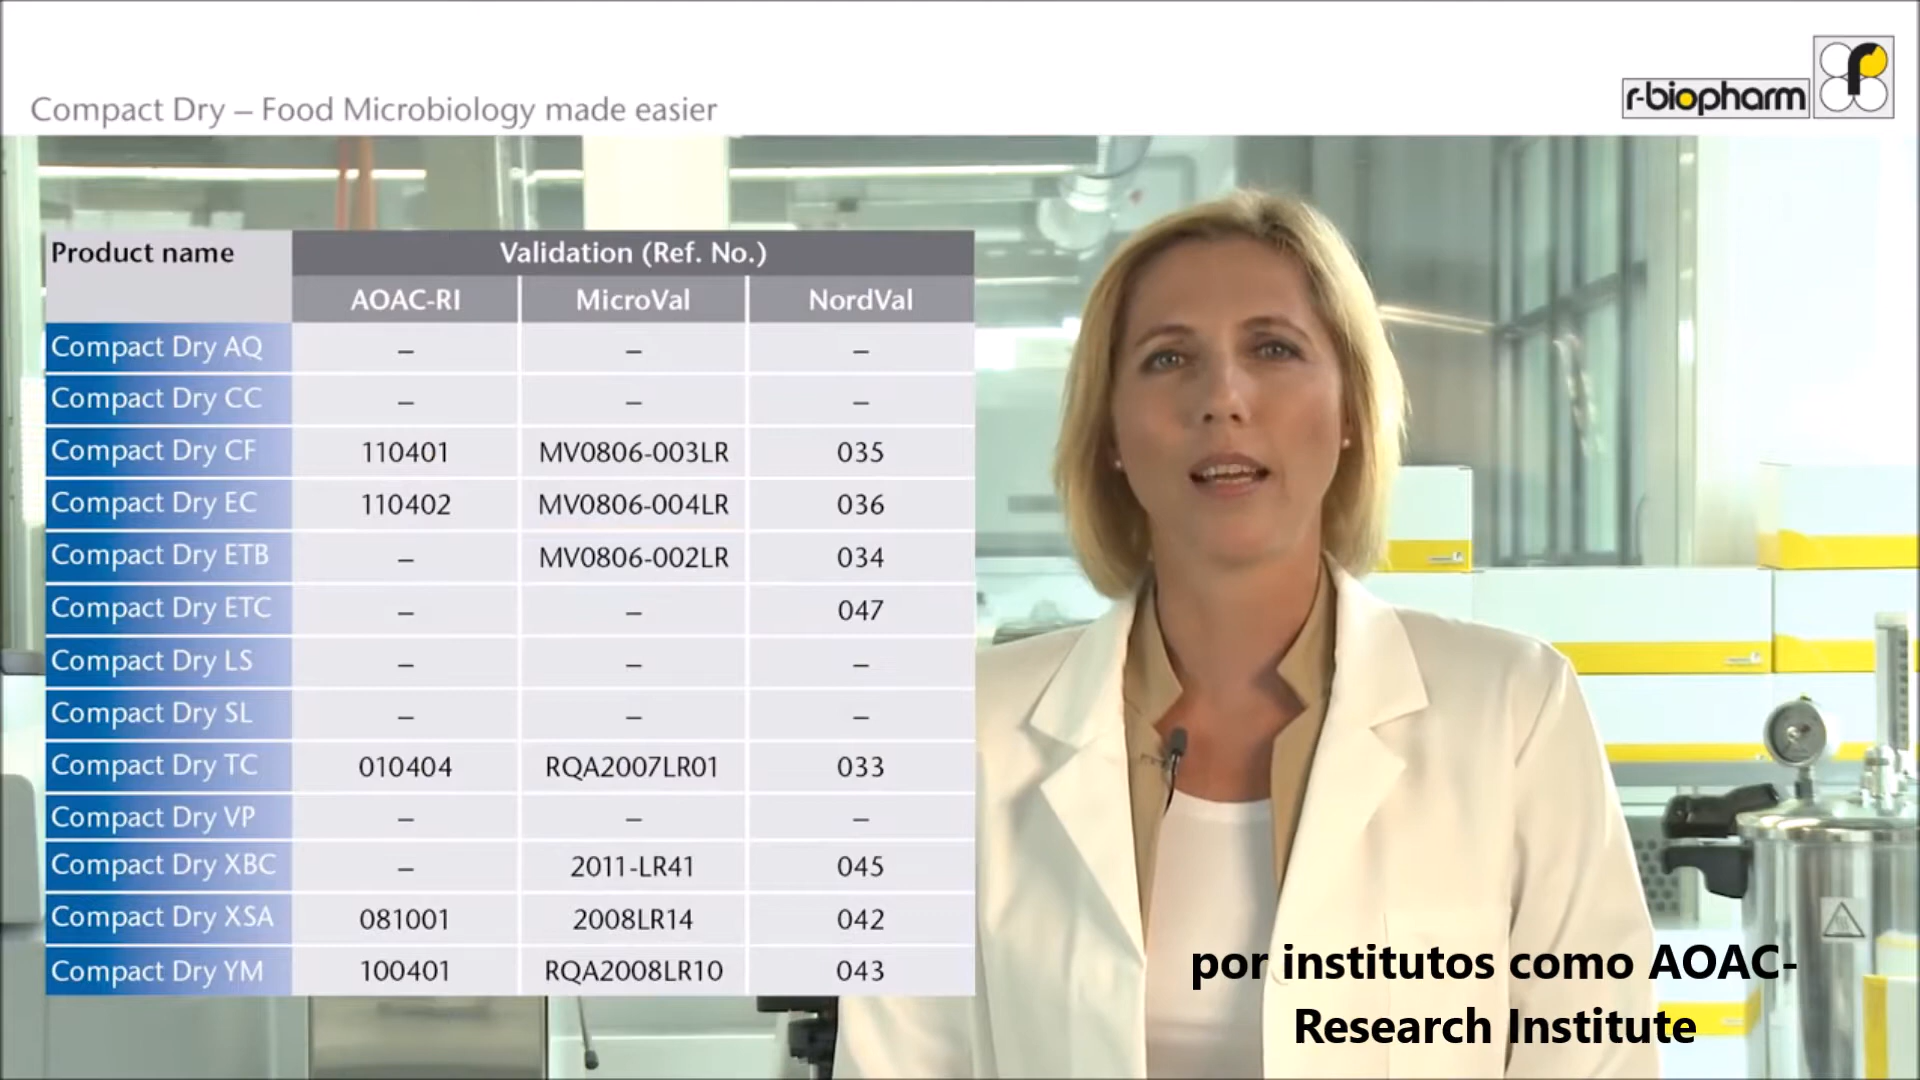 Compact Dry – Food Microbiology made easier
r-biopharm
Product name Validation (Ref. No.)
AOAC-RI MicroVal NordVal
Compact Dry AQ – – –
Compact Dry CC – – –
Compact Dry CF 110401 MV0806-003LR 035
Compact Dry EC 110402 MV0806-004LR 036
Compact Dry ETB – MV0806-002LR 034
Compact Dry ETC – – 047
Compact Dry LS – – –
Compact Dry SL – – –
Compact Dry TC 010404 RQA2007LR01 033
Compact Dry VP – – –
Compact Dry XBC – 2011-LR41 045
Compact Dry XSA 081001 2008LR14 042
Compact Dry YM 100401 RQA2008LR10 043
por institutos como AOAC-
Research Institute